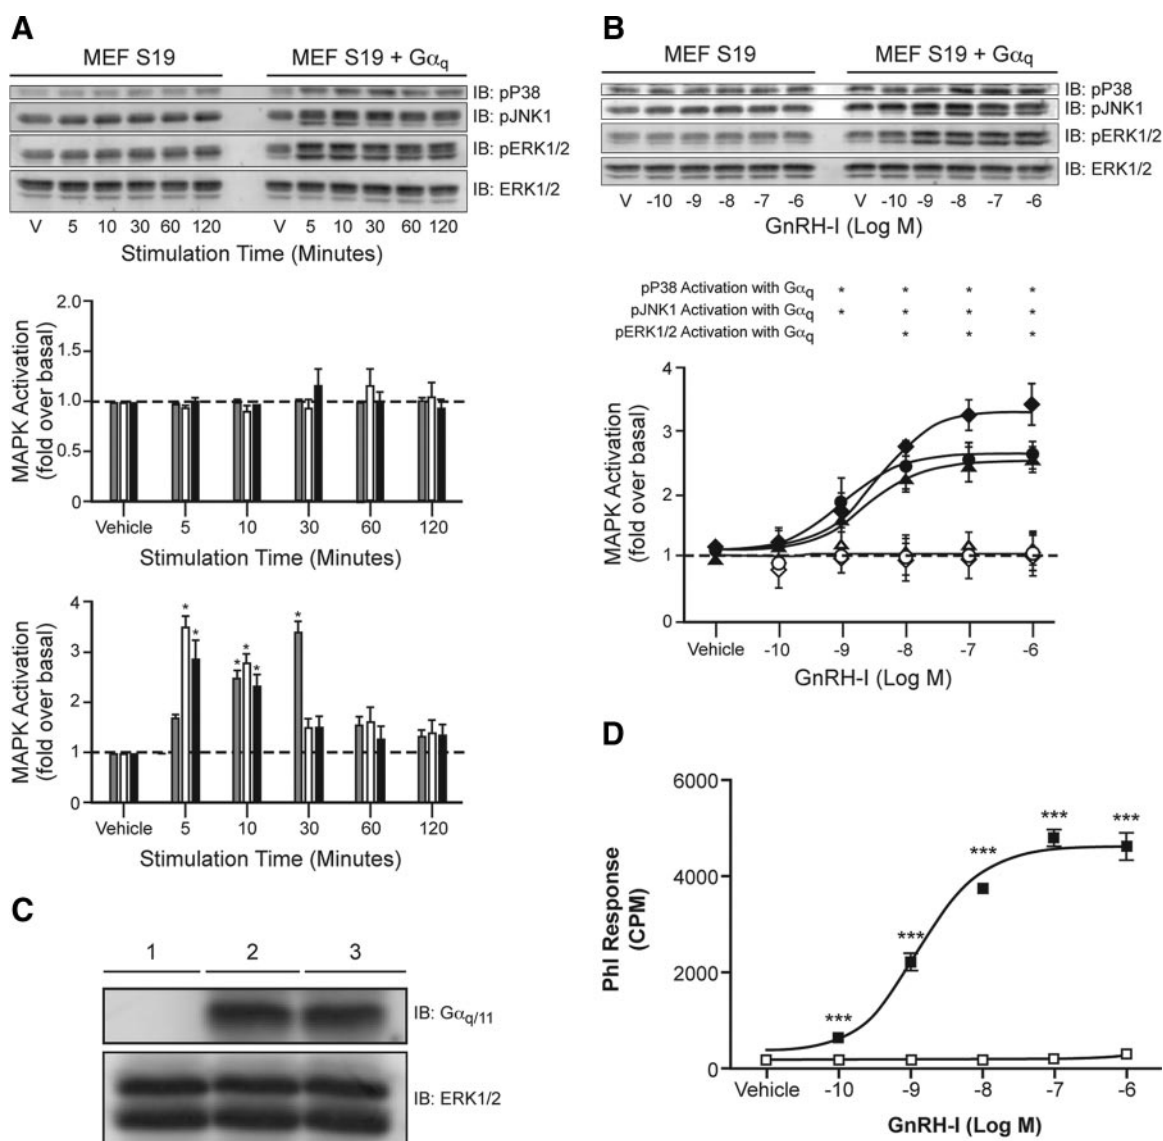 A
MEF S19 MEF S19 + Gαq
IB: pP38
IB: pJNK1
IB: pERK1/2
IB: ERK1/2
V 5 10 30 60 120 V 5 10 30 60 120
Stimulation Time (Minutes)
MAPK Activation
(fold over basal)
2.0
1.5
1.0
0.5
0
Vehicle 5 10 30 60 120
Stimulation Time (Minutes)
MAPK Activation
(fold over basal)
4
3
2
1
0
* * * * * *
Vehicle 5 10 30 60 120
Stimulation Time (Minutes)
B
MEF S19 MEF S19 + Gαq
IB: pP38
IB: pJNK1
IB: pERK1/2
IB: ERK1/2
V -10 -9 -8 -7 -6 V -10 -9 -8 -7 -6
GnRH-I (Log M)
pP38 Activation with Gαq * * * *
pJNK1 Activation with Gαq * * * *
pERK1/2 Activation with Gαq * * *
MAPK Activation
(fold over basal)
4
3
2
1
0
Vehicle -10 -9 -8 -7 -6
GnRH-I (Log M)
C
1 2 3
IB: Gαq/11
IB: ERK1/2
D
PhI Response
(CPM)
6000
4000
2000
0
*** *** *** *** ***
Vehicle -10 -9 -8 -7 -6
GnRH-I (Log M)